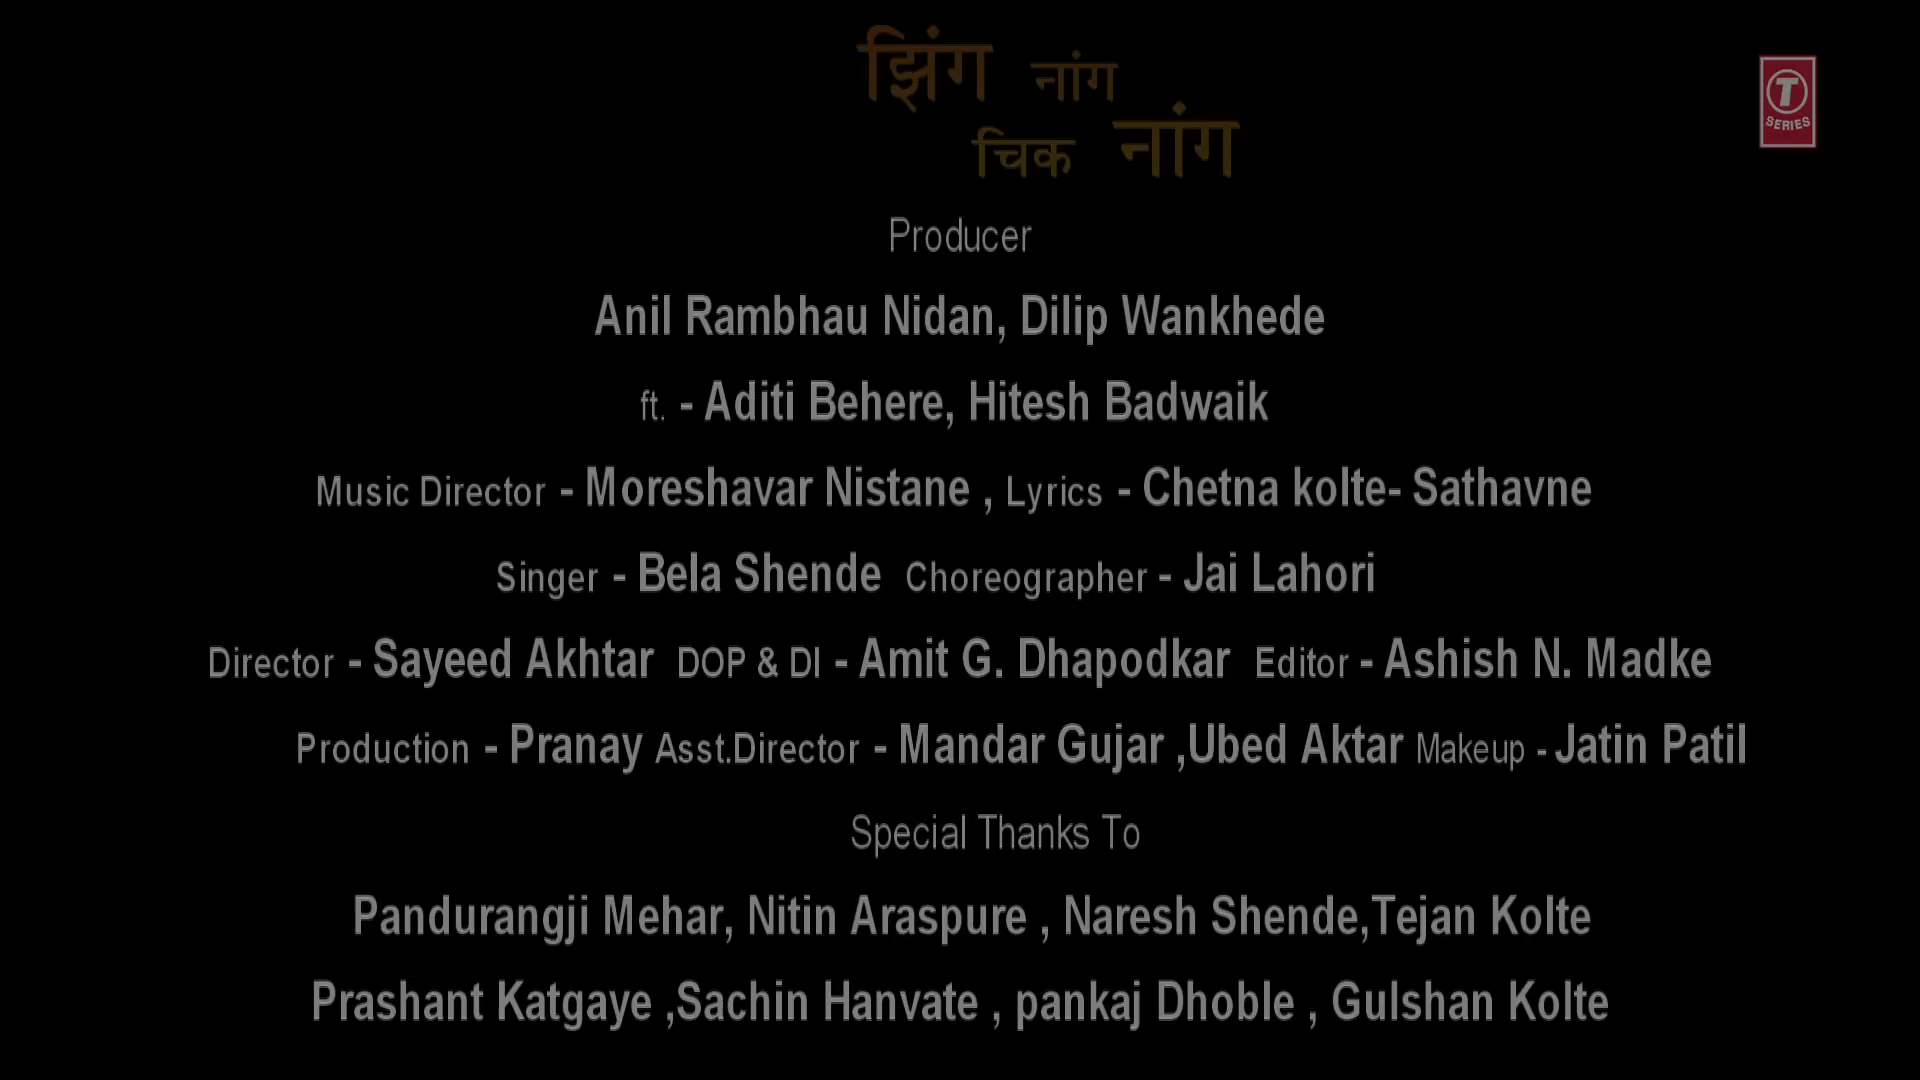 झिंग नांग
चिक नांग
T
SERIES
Producer
Anil Rambhau Nidan, Dilip Wankhede
ft. - Aditi Behere, Hitesh Badwaik
Music Director - Moreshavar Nistane , Lyrics - Chetna kolte- Sathavne
Singer - Bela Shende Choreographer - Jai Lahori
Director - Sayeed Akhtar DOP & DI - Amit G. Dhapodkar Editor - Ashish N. Madke
Production - Pranay Asst.Director - Mandar Gujar ,Ubed Aktar Makeup - Jatin Patil
Special Thanks To
Pandurangji Mehar, Nitin Araspure , Naresh Shende,Tejan Kolte
Prashant Katgaye ,Sachin Hanvate , pankaj Dhoble , Gulshan Kolte